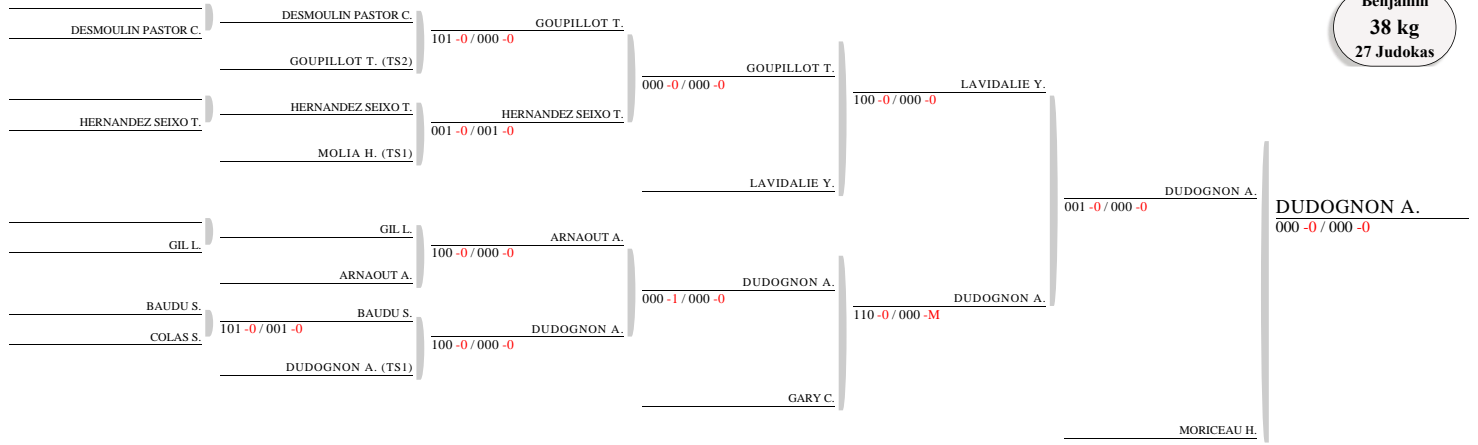 Benjamin
38 kg
27 Judokas
DESMOULIN PASTOR C.
HERNANDEZ SEIXO T.
GIL L.
BAUDU S.
COLAS S.
DESMOULIN PASTOR C.
GOUPILLOT T. (TS2)
HERNANDEZ SEIXO T.
MOLIA H. (TS1)
GIL L.
ARNAOUT A.
BAUDU S.
101 -0 / 001 -0
DUDOGNON A. (TS1)
GOUPILLOT T.
101 -0 / 000 -0
HERNANDEZ SEIXO T.
001 -0 / 001 -0
ARNAOUT A.
100 -0 / 000 -0
DUDOGNON A.
100 -0 / 000 -0
GOUPILLOT T.
000 -0 / 000 -0
LAVIDALIE Y.
DUDOGNON A.
000 -1 / 000 -0
GARY C.
LAVIDALIE Y.
100 -0 / 000 -0
DUDOGNON A.
110 -0 / 000 -M
DUDOGNON A.
001 -0 / 000 -0
MORICEAU H.
DUDOGNON A.
000 -0 / 000 -0